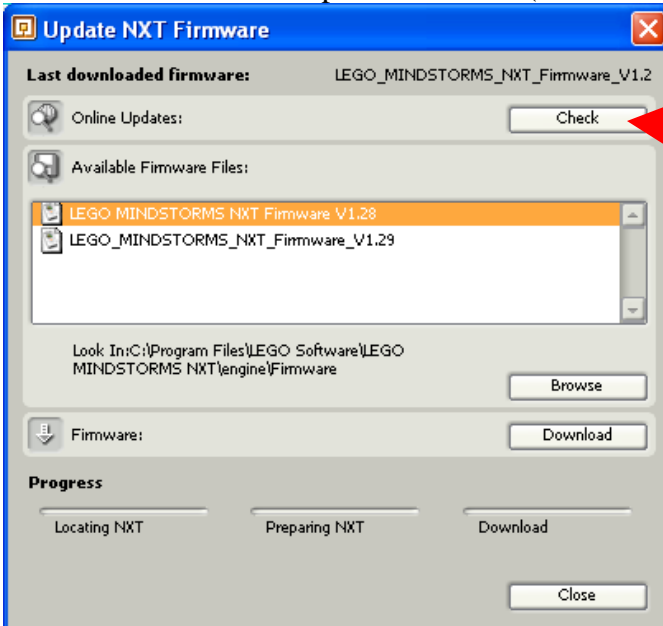 Update NXT Firmware
Last downloaded firmware: LEGO_MINDSTORMS_NXT_Firmware_V1.2
Online Updates: Check
Available Firmware Files:
LEGO MINDSTORMS NXT Firmware V1.28
LEGO_MINDSTORMS_NXT_Firmware_V1.29
Look In:C:\Program Files\LEGO Software\LEGO
MINDSTORMS NXT\engine\Firmware
Browse
Firmware: Download
Progress
Locating NXT Preparing NXT Download
Close